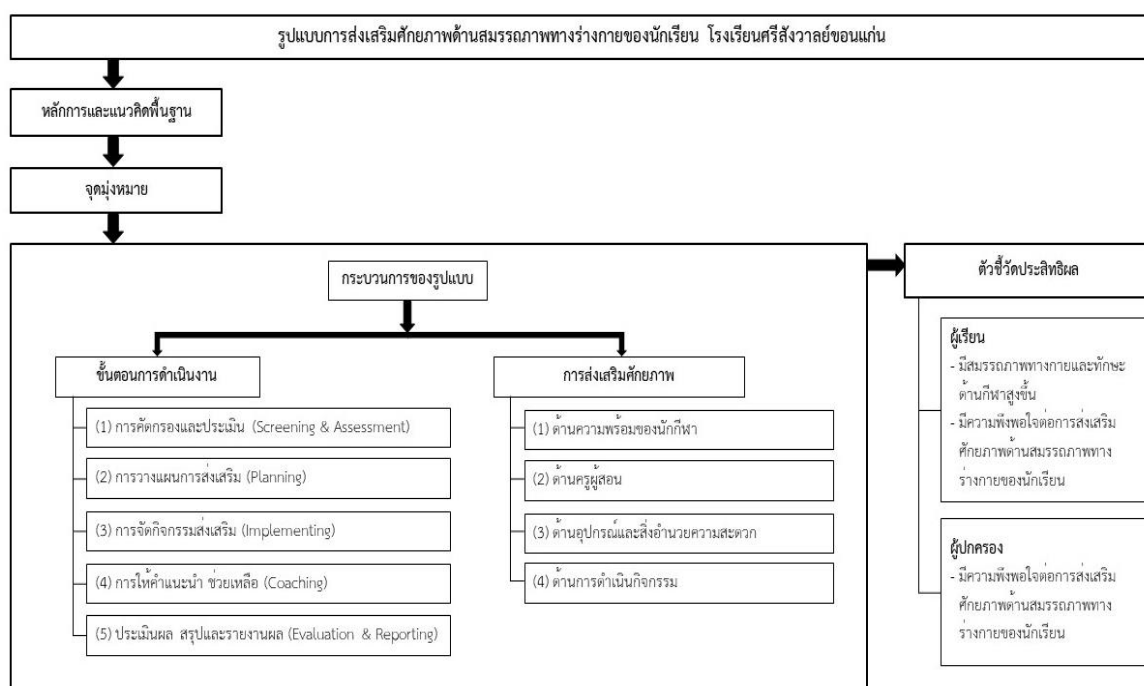 รูปแบบการส่งเสริมศักยภาพด้านสมรรถภาพทางร่างกายของนักเรียน โรงเรียนศรีสังวาลย์ขอนแก่น
หลักการและแนวคิดพื้นฐาน
จุดมุ่งหมาย
กระบวนการของรูปแบบ
ขั้นตอนการดำเนินงาน
(1) การคัดกรองและประเมิน (Screening & Assessment)
(2) การวางแผนการส่งเสริม (Planning)
(3) การจัดกิจกรรมส่งเสริม (Implementing)
(4) การให้คำแนะนำ ช่วยเหลือ (Coaching)
(5) ประเมินผล สรุปและรายงานผล (Evaluation & Reporting)
การส่งเสริมศักยภาพ
(1) ด้านความพร้อมของนักกีฬา
(2) ด้านครูผู้สอน
(3) ด้านอุปกรณ์และสิ่งอำนวยความสะดวก
(4) ด้านการดำเนินกิจกรรม
ตัวชี้วัดประสิทธิผล
ผู้เรียน
- มีสมรรถภาพทางกายและทักษะ
ด้านกีฬาสูงขึ้น
- มีความพึงพอใจต่อการส่งเสริม
ศักยภาพด้านสมรรถภาพทาง
ร่างกายของนักเรียน
ผู้ปกครอง
- มีความพึงพอใจต่อการส่งเสริม
ศักยภาพด้านสมรรถภาพทาง
ร่างกายของนักเรียน